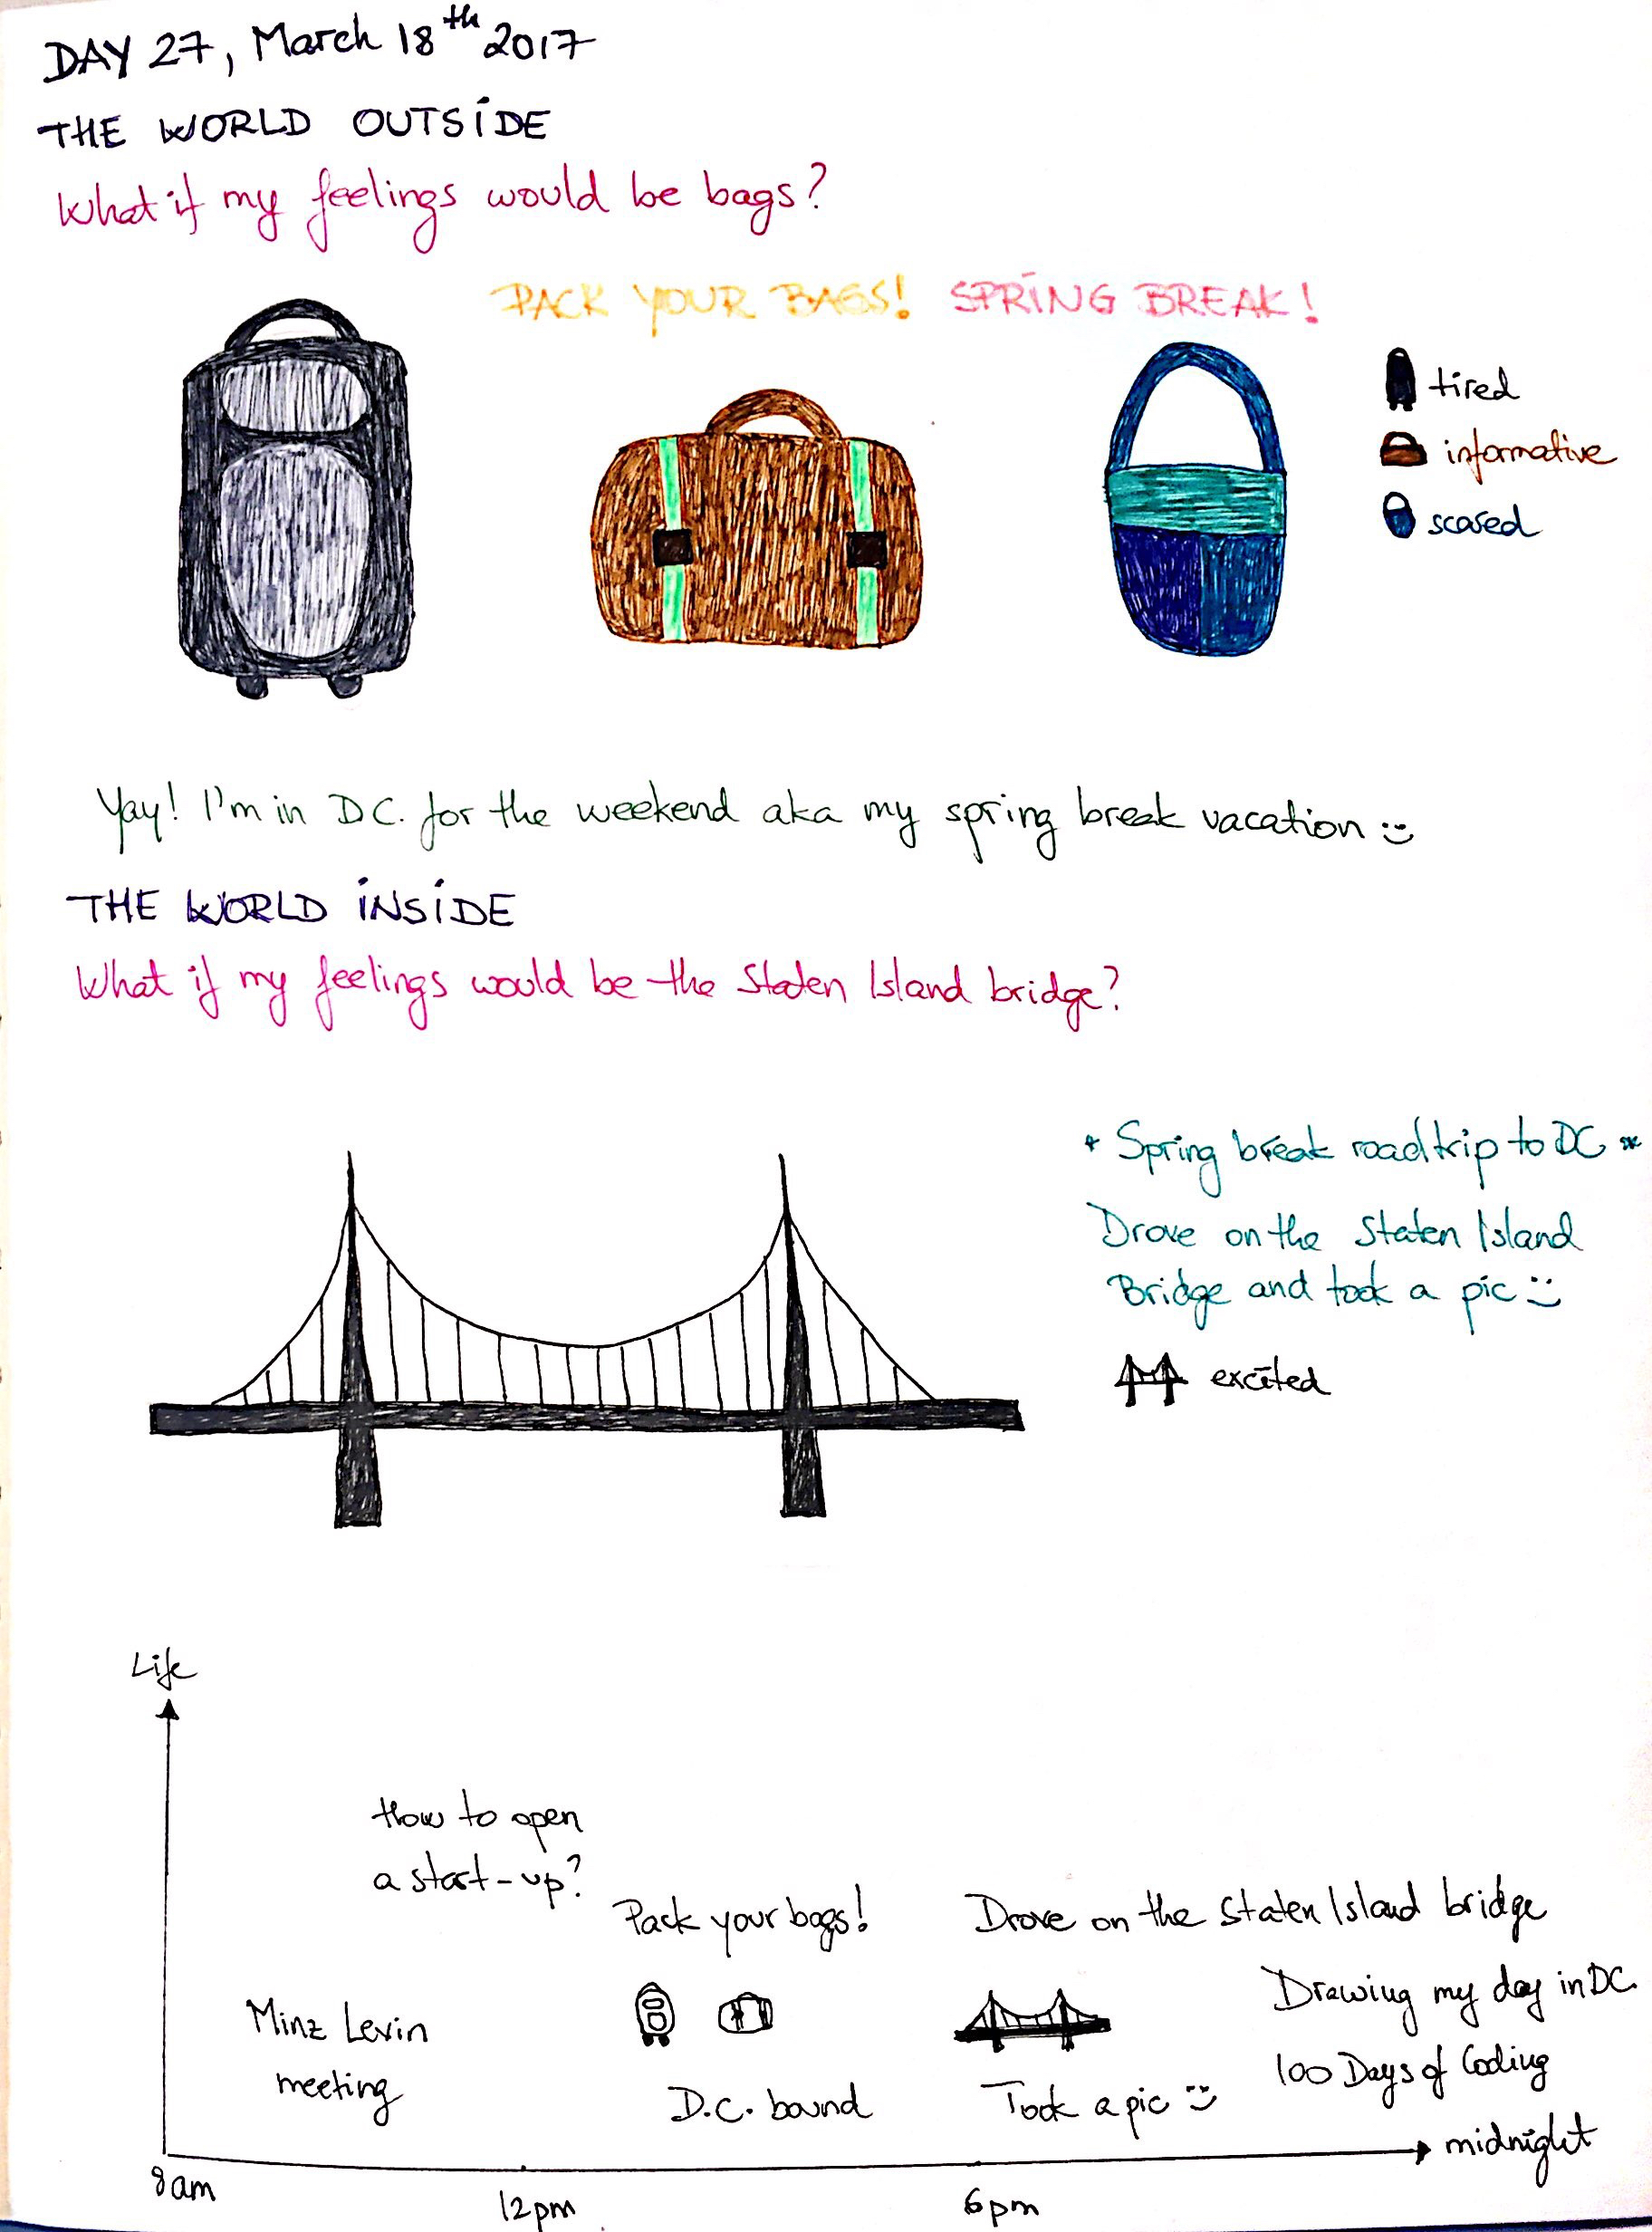 DAY 27, March 18th 2017
THE WORLD OUTSIDE
What if my feelings would be bags?
PACK YOUR BAGS! SPRING BREAK!
tired
informative
scared
Yay! I'm in D.C. for the weekend aka my spring break vacation :)
THE WORLD INSIDE
What if my feelings would be the Staten Island bridge?
* Spring break roadtrip to DC *
Drove on the Staten Island
Bridge and took a pic :)
excited
Life
How to open
a start-up?
Pack your bags!
Drove on the Staten Island bridge
Minz Levin
meeting
D.C. bound
Took a pic :)
Drawing my day in DC.
100 Days of Coding
midnight
8am
12pm
6pm